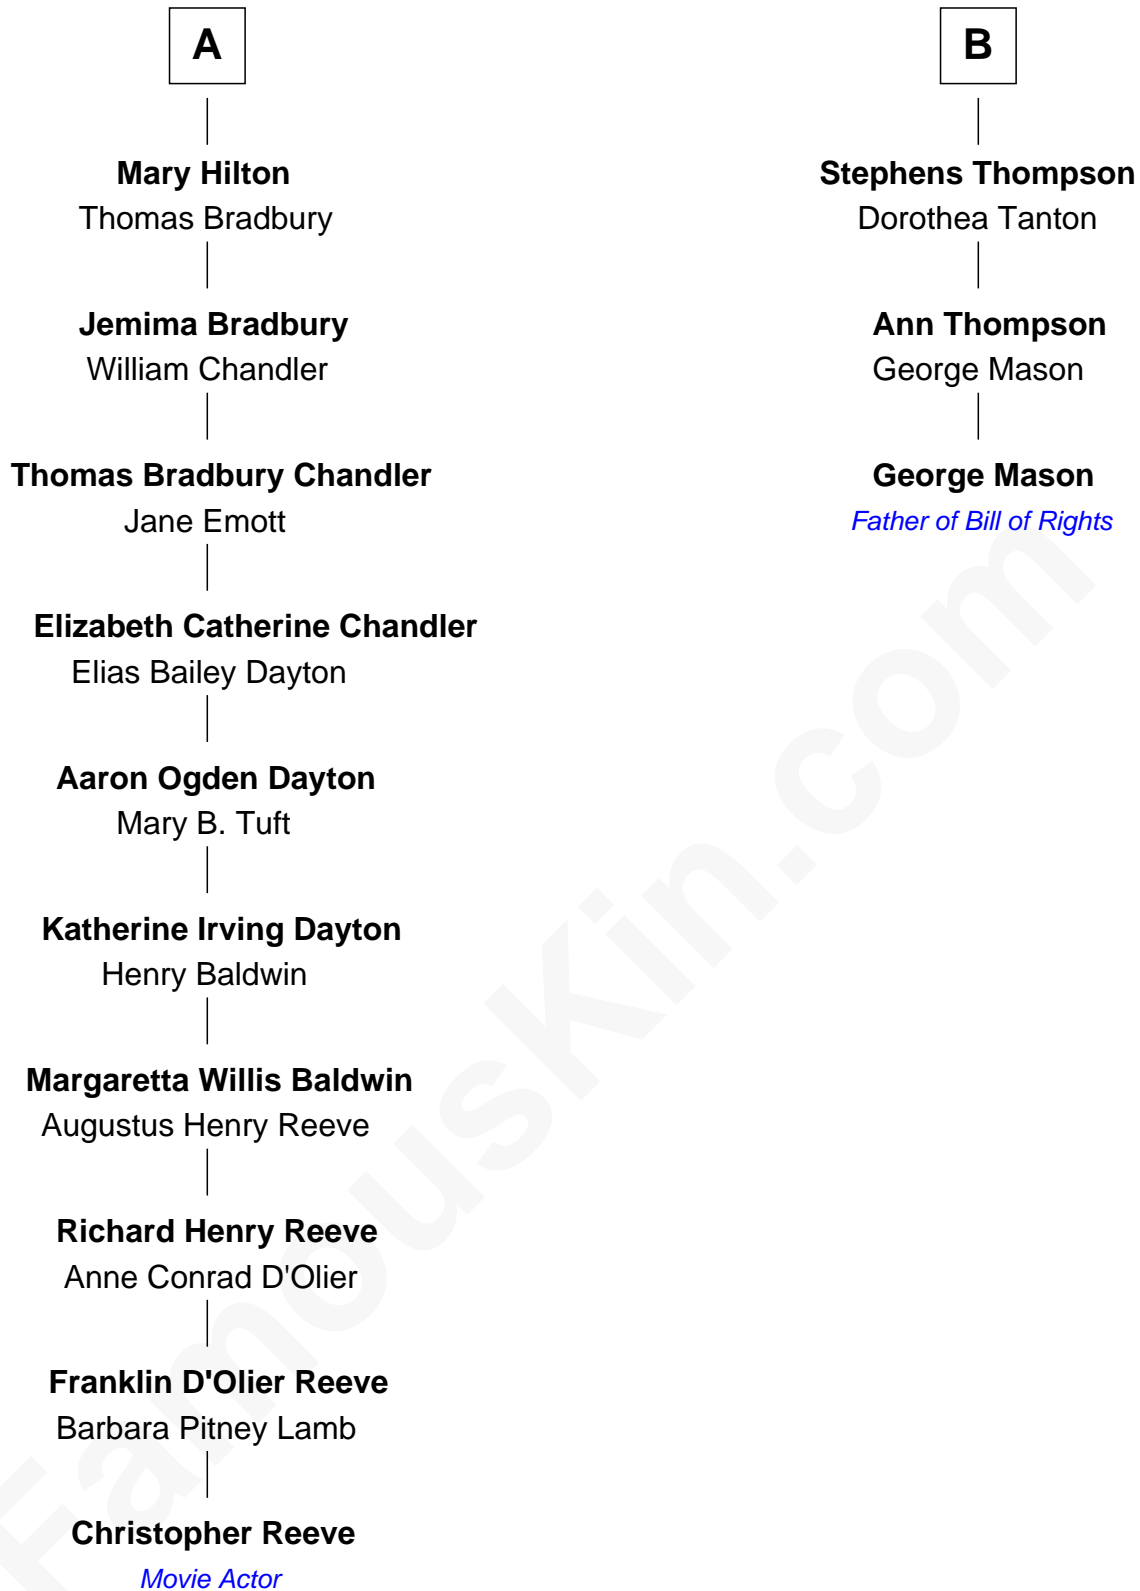 A
Mary Hilton
Thomas Bradbury
Jemima Bradbury
William Chandler
Thomas Bradbury Chandler
Jane Emott
Elizabeth Catherine Chandler
Elias Bailey Dayton
Aaron Ogden Dayton
Mary B. Tuft
Katherine Irving Dayton
Henry Baldwin
Margaretta Willis Baldwin
Augustus Henry Reeve
Richard Henry Reeve
Anne Conrad D'Olier
Franklin D'Olier Reeve
Barbara Pitney Lamb
Christopher Reeve
Movie Actor
B
Stephens Thompson
Dorothea Tanton
Ann Thompson
George Mason
George Mason
Father of Bill of Rights
FamousKin.com